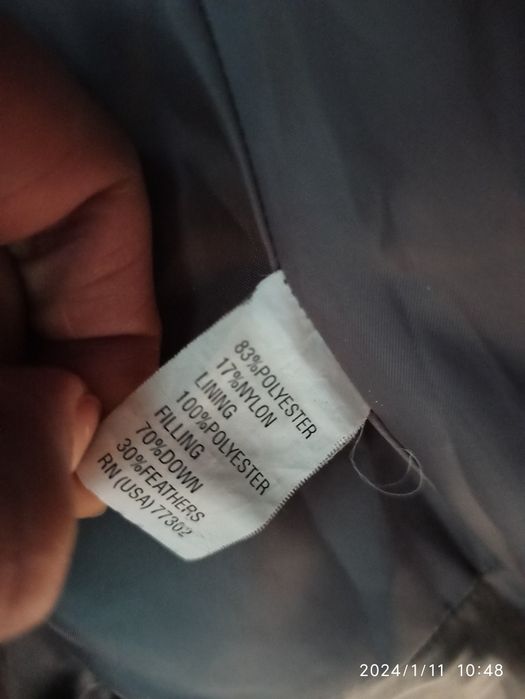 83%POLYESTER
17%NYLON
LINING
100%POLYESTER
FILLING
70%DOWN
30%FEATHERS
RN (USA) 77302
2024/1/11 10:48